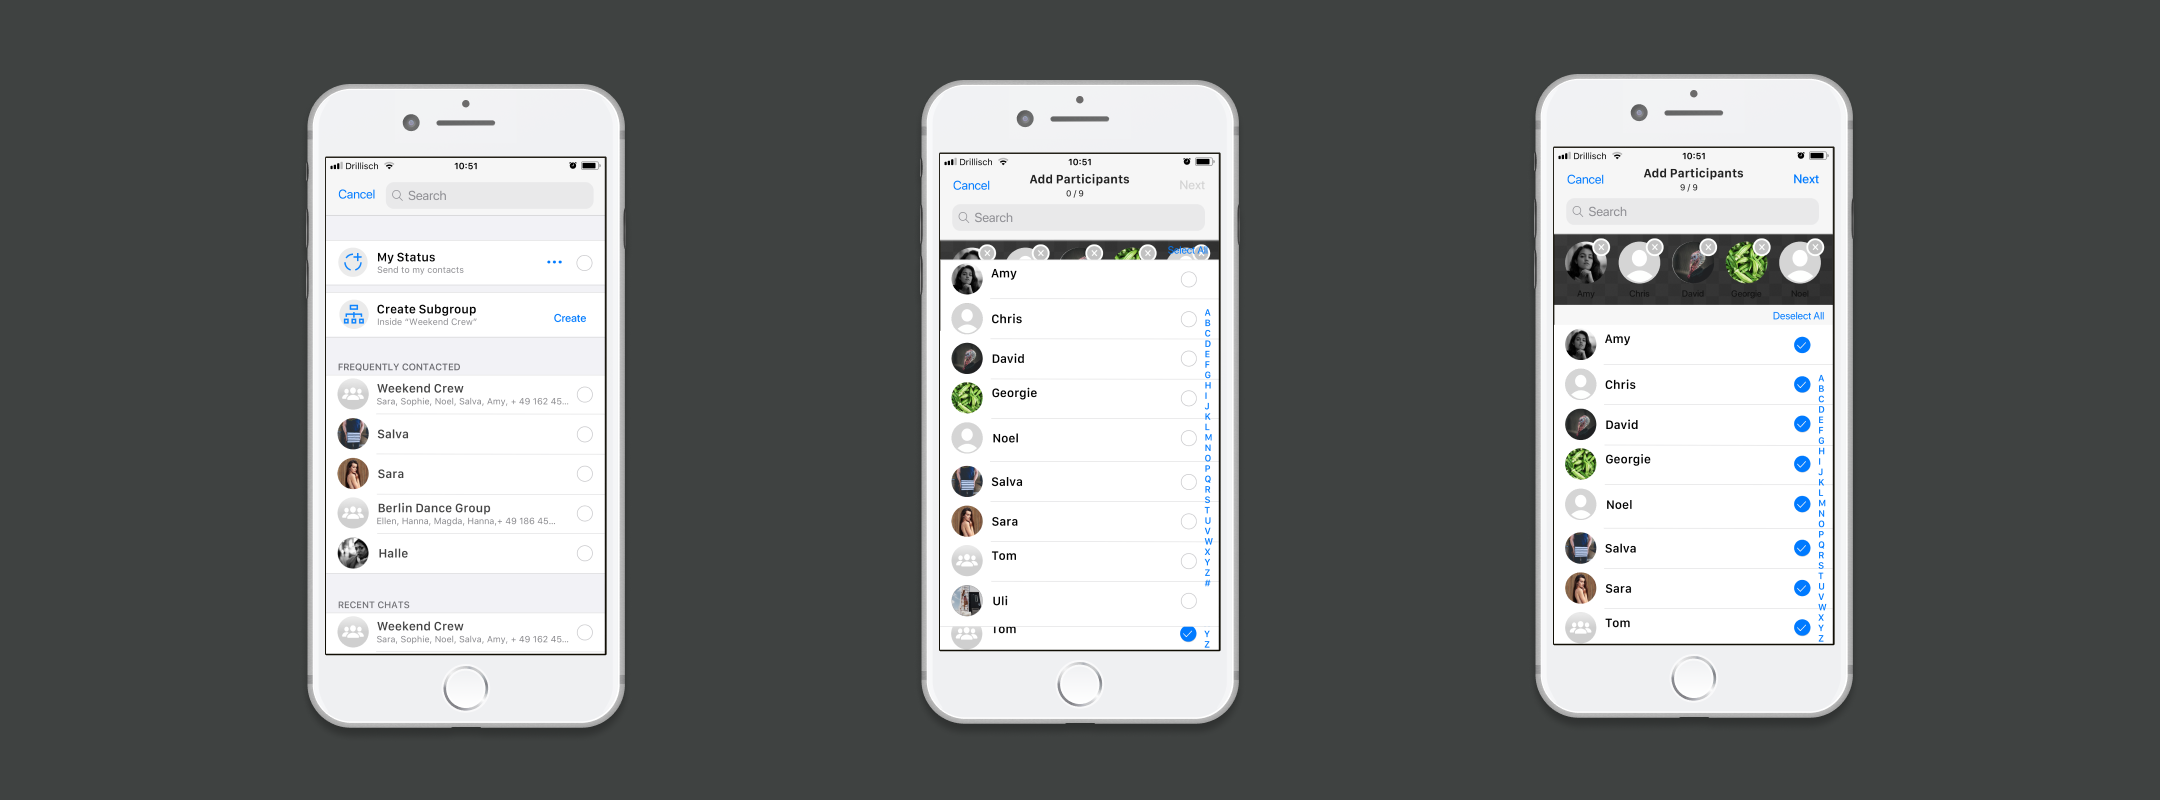 Drillisch
10:51
Cancel
Search
My Status
Send to my contacts
Create Subgroup
Inside “Weekend Crew”
Create
FREQUENTLY CONTACTED
Weekend Crew
Sara, Sophie, Noel, Salva, Amy, + 49 162 45...
Salva
Sara
Berlin Dance Group
Ellen, Hanna, Magda, Hanna,+ 49 186 45...
Halle
RECENT CHATS
Weekend Crew
Sara, Sophie, Noel, Salva, Amy, + 49 162 45...
Drillisch
10:51
Cancel
Add Participants
Next
0 / 9
Search
Select All
Amy
Chris
David
Georgie
Noel
Salva
Sara
Tom
Uli
Tom
A
B
C
D
E
F
G
H
I
J
K
L
M
N
O
P
Q
R
S
T
U
V
W
X
Y
Z
#
Y
Z
Drillisch
10:51
Cancel
Add Participants
Next
9 / 9
Search
Amy Chris David Georgie Noel
Deselect All
Amy
Chris
David
Georgie
Noel
Salva
Sara
Tom
A
B
C
D
E
F
G
H
I
J
K
L
M
N
O
P
Q
R
S
T
U
V
W
X
Y
Z